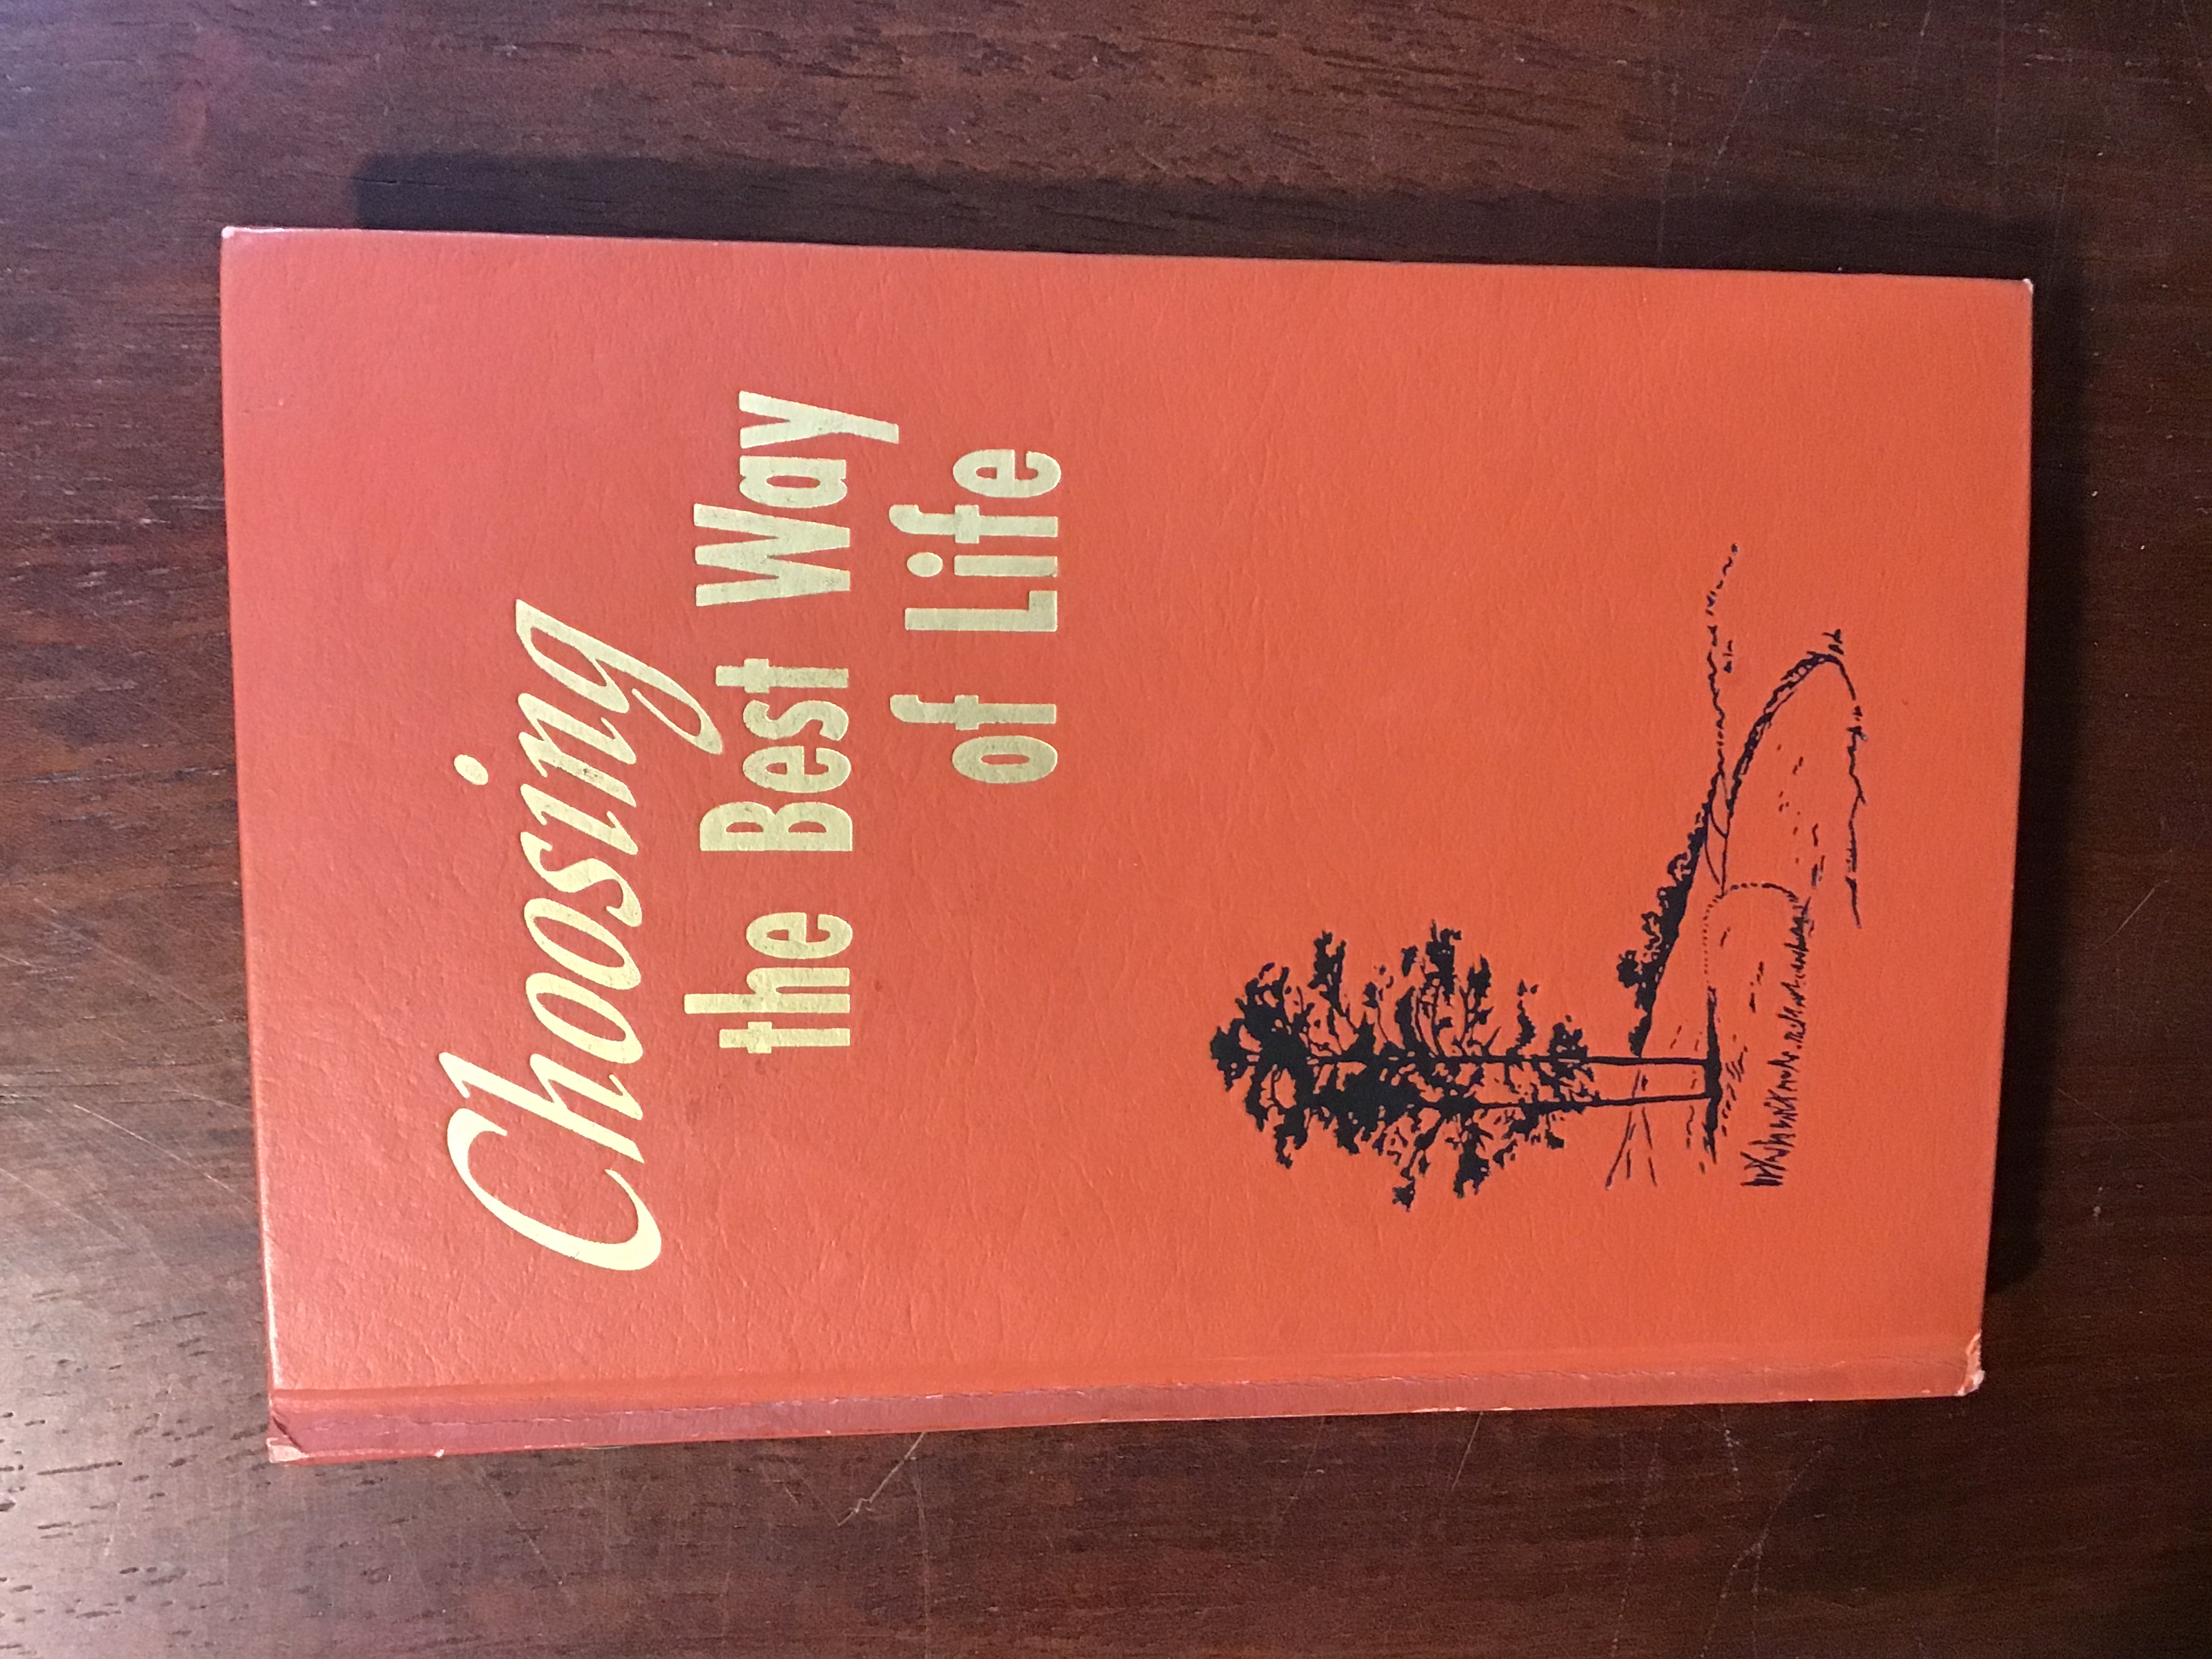 Choosing
the Best Way
of Life